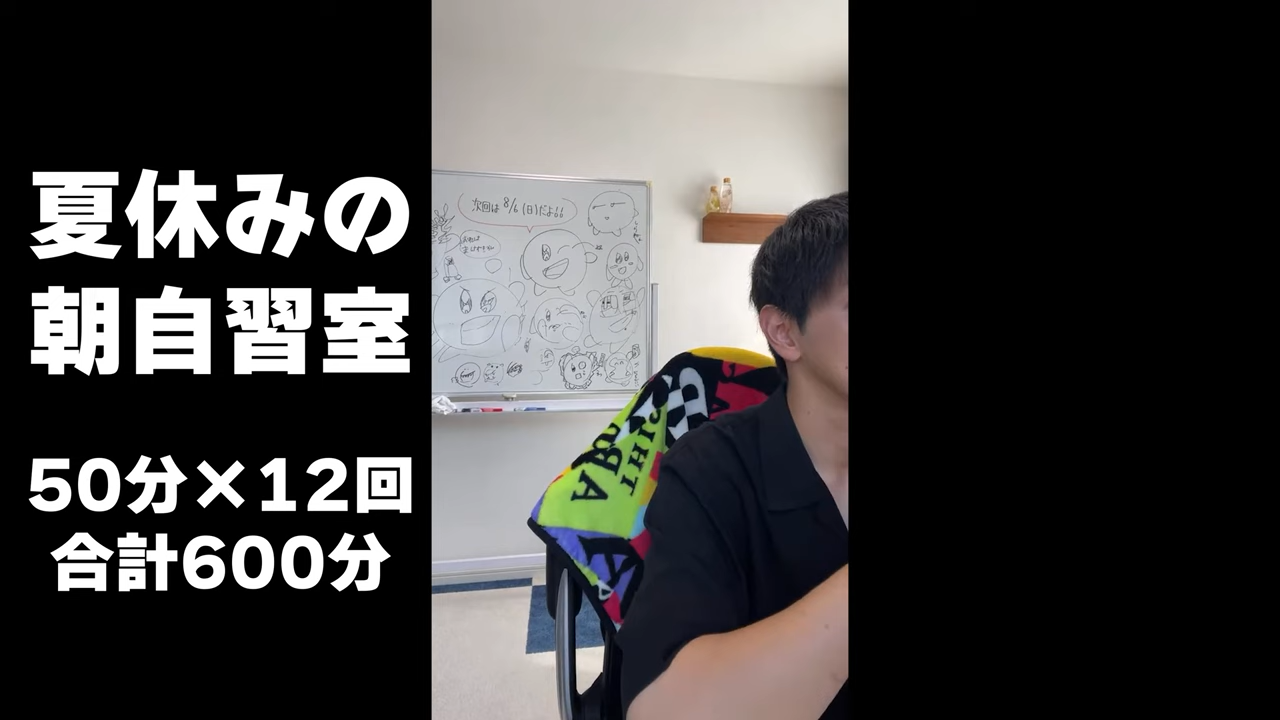 夏休みの
朝自習室
50分×12回
合計600分
次回は 8/6 (日)だよ!!